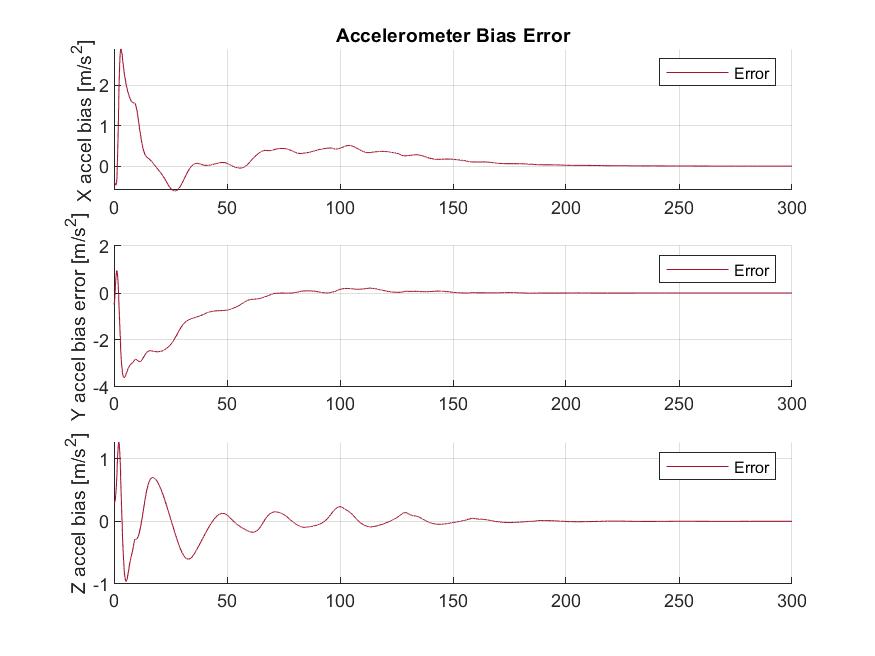 Accelerometer Bias Error
X accel bias [m/s²]
2
1
0
Error
0 50 100 150 200 250 300
Y accel bias error [m/s²]
2
0
-2
-4
Error
0 50 100 150 200 250 300
Z accel bias [m/s²]
1
0
-1
Error
0 50 100 150 200 250 300